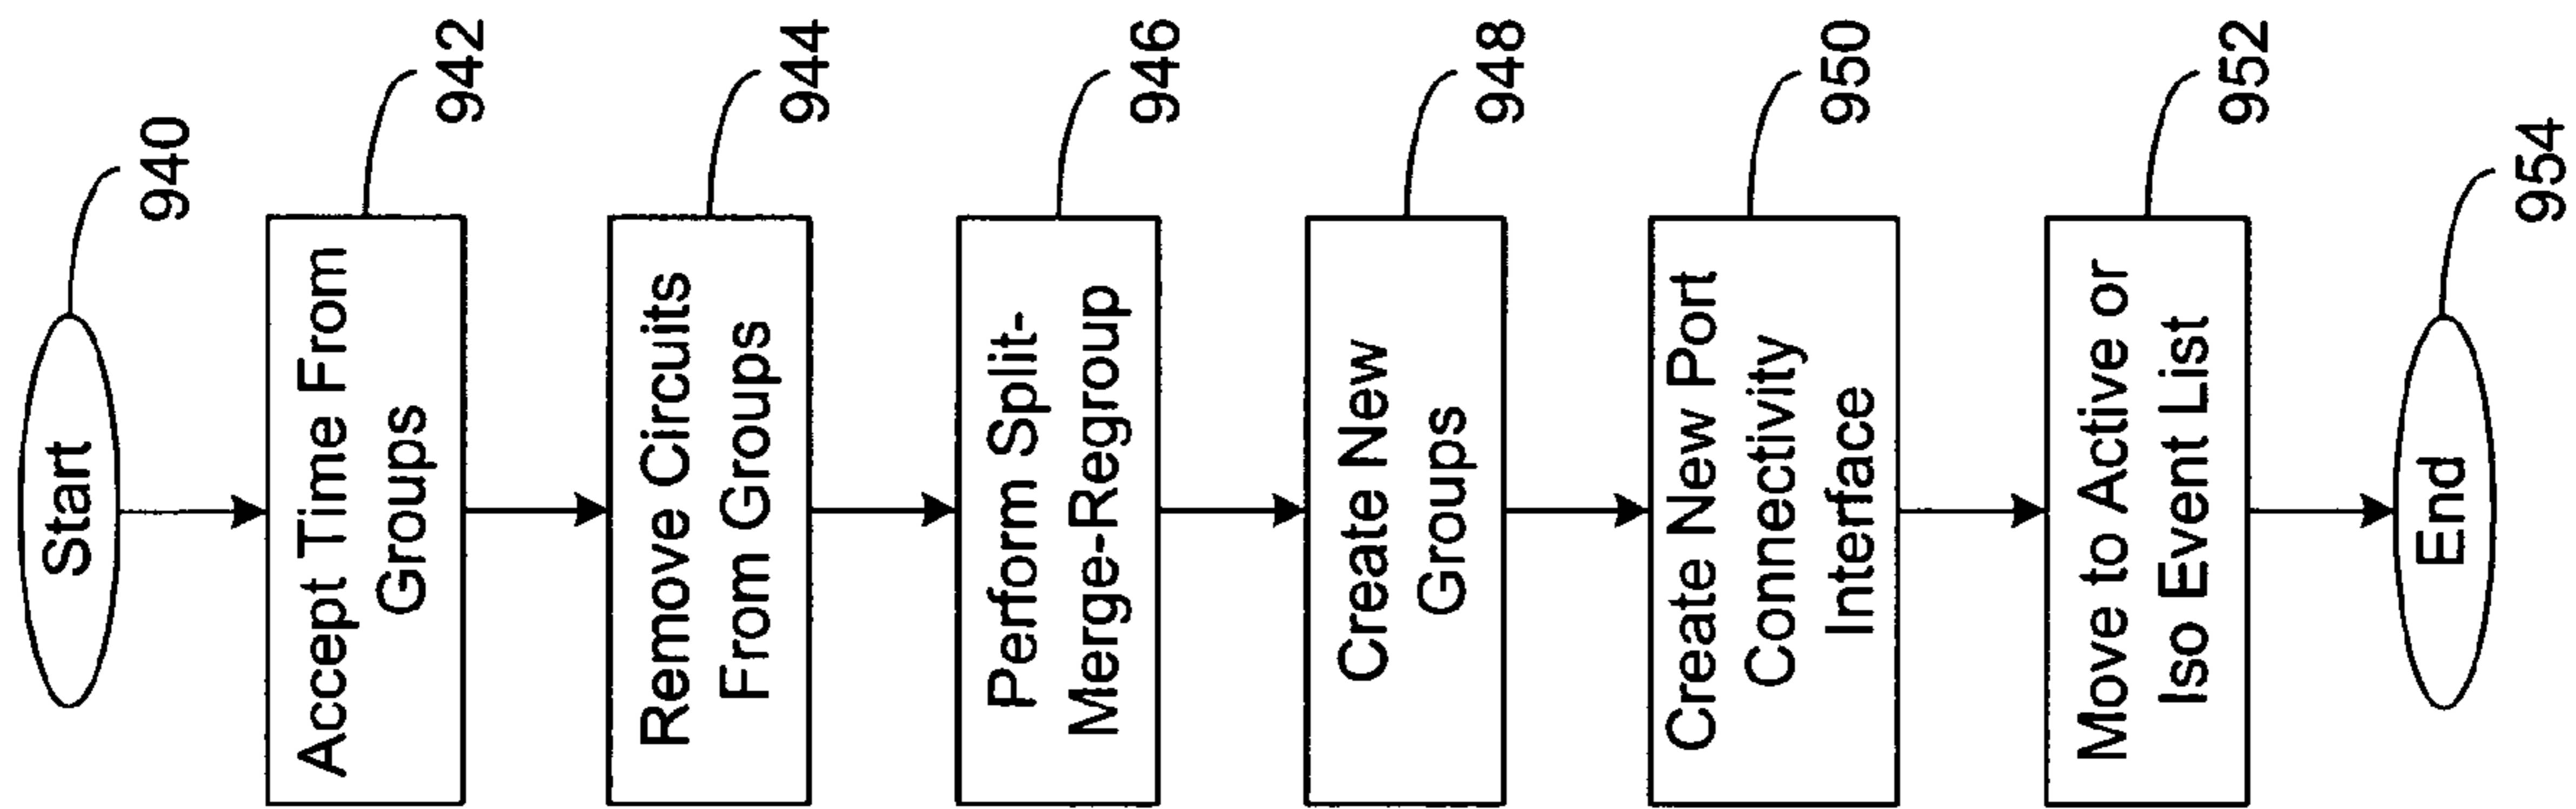 Start
940
Accept Time From
Groups
942
Remove Circuits
From Groups
944
Perform Split-
Merge-Regroup
946
Create New
Groups
948
Create New Port
Connectivity
Interface
950
Move to Active or
Iso Event List
952
End
954